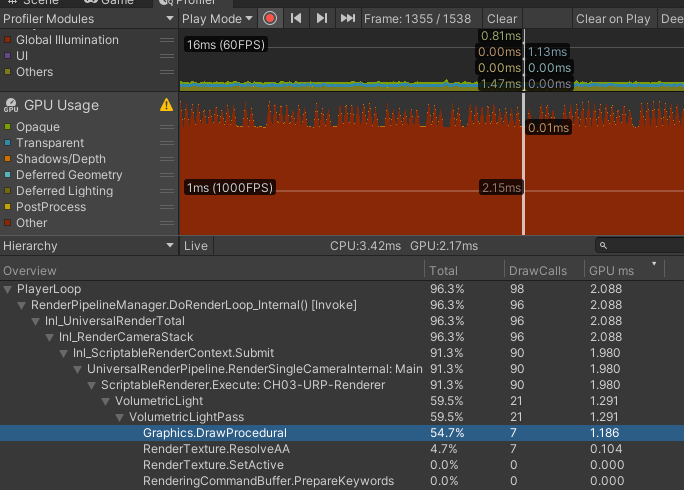 Scene Game Profiler
Profiler Modules Play Mode Frame: 1355 / 1538 Clear Clear on Play Dee
Global Illumination
UI
Others
16ms (60FPS)
0.81ms
0.00ms 1.13ms
0.00ms 0.00ms
1.47ms 0.00ms
GPU Usage
Opaque
Transparent
Shadows/Depth
Deferred Geometry
Deferred Lighting
PostProcess
Other
0.01ms
1ms (1000FPS) 2.15ms
Hierarchy Live CPU:3.42ms GPU:2.17ms
Overview Total DrawCalls GPU ms
PlayerLoop 96.3% 98 2.088
RenderPipelineManager.DoRenderLoop_Internal() [Invoke] 96.3% 96 2.088
Inl_UniversalRenderTotal 96.3% 96 2.088
Inl_RenderCameraStack 96.3% 96 2.088
Inl_ScriptableRenderContext.Submit 91.3% 90 1.980
UniversalRenderPipeline.RenderSingleCameraInternal: Main 91.3% 90 1.980
ScriptableRenderer.Execute: CH03-URP-Renderer 91.3% 90 1.980
VolumetricLight 59.5% 21 1.291
VolumetricLightPass 59.5% 21 1.291
Graphics.DrawProcedural 54.7% 7 1.186
RenderTexture.ResolveAA 4.7% 7 0.104
RenderTexture.SetActive 0.0% 0 0.000
RenderingCommandBuffer.PrepareKeywords 0.0% 0 0.000